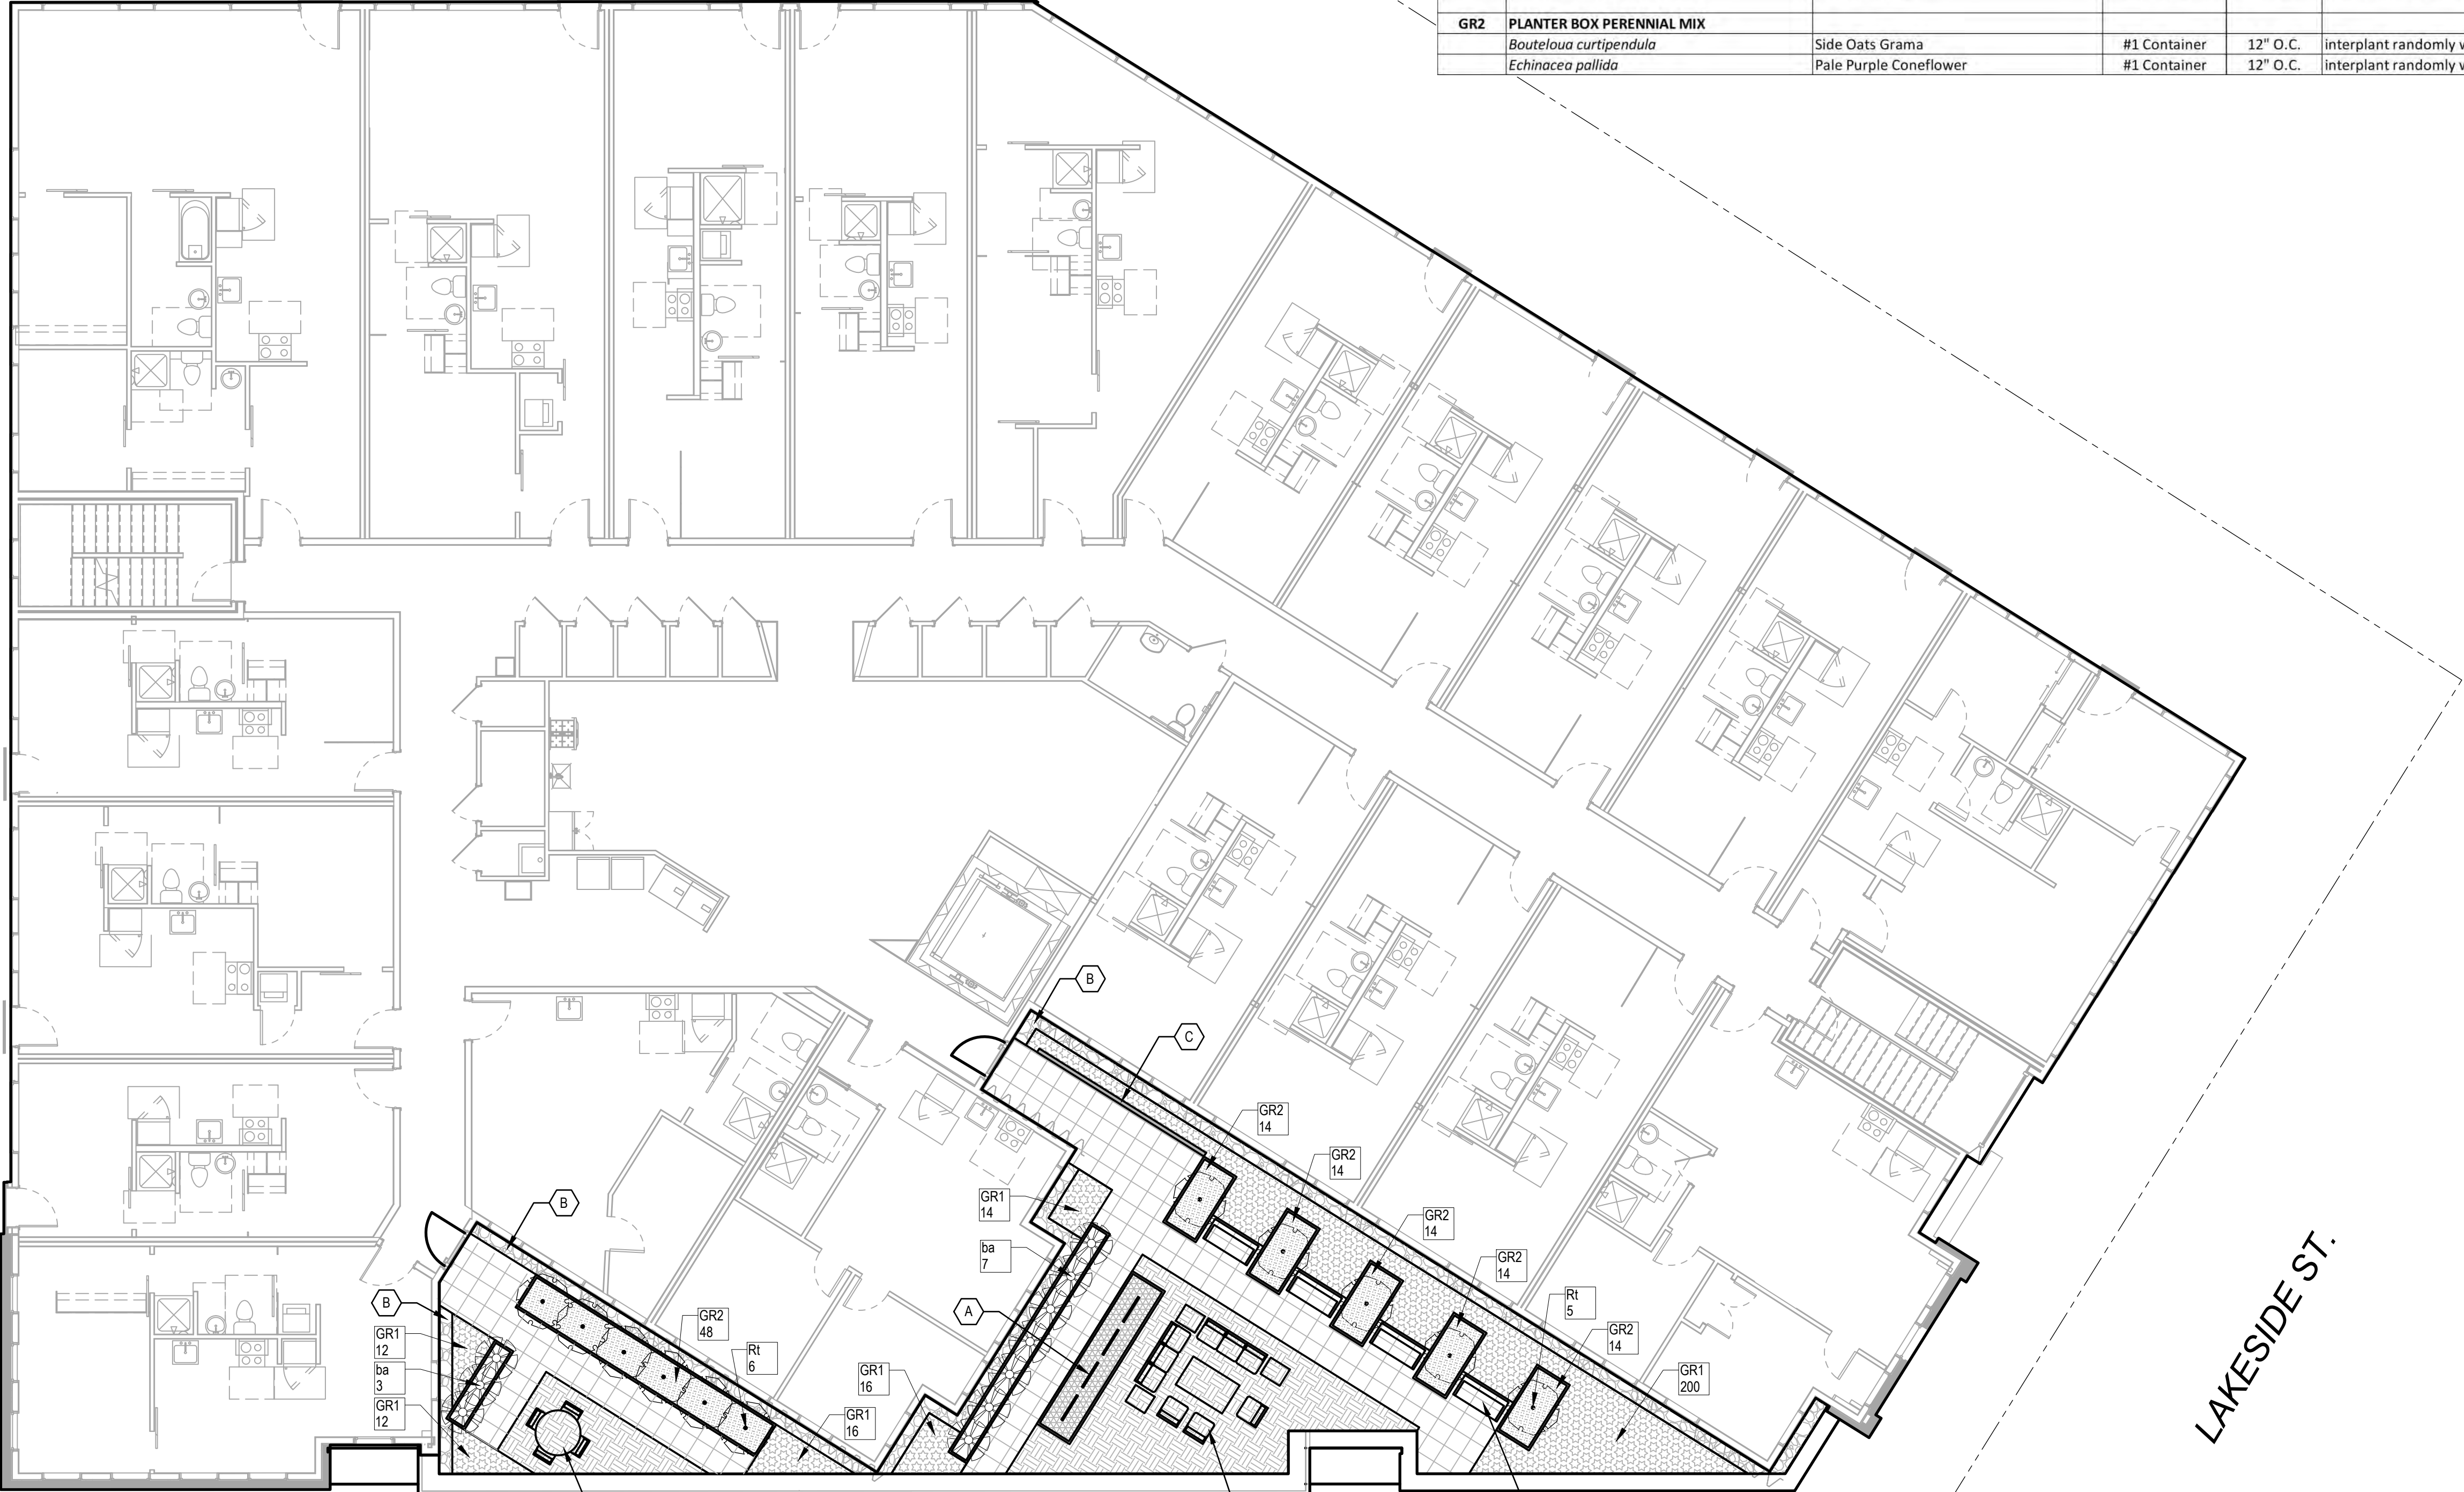 GR2 PLANTER BOX PERENNIAL MIX
Bouteloua curtipendula Side Oats Grama #1 Container 12" O.C. interplant randomly w
Echinacea pallida Pale Purple Coneflower #1 Container 12" O.C. interplant randomly w
B
C
GR2
14
GR2
14
GR1
14
B
GR2
14
ba
7
GR2
14
B
A
Rt
5
GR2
48
GR1
12
GR2
14
Rt
6
ba
3
GR1
16
GR1
200
GR1
12
GR1
16
LAKESIDE ST.